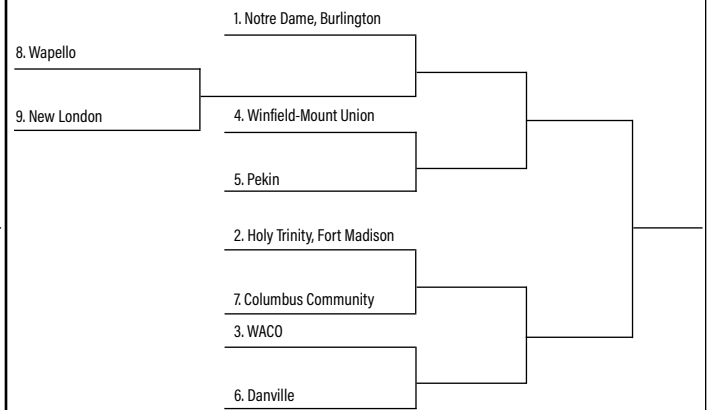 1. Notre Dame, Burlington
8. Wapello
9. New London
4. Winfield-Mount Union
5. Pekin
2. Holy Trinity, Fort Madison
7. Columbus Community
3. WACO
6. Danville